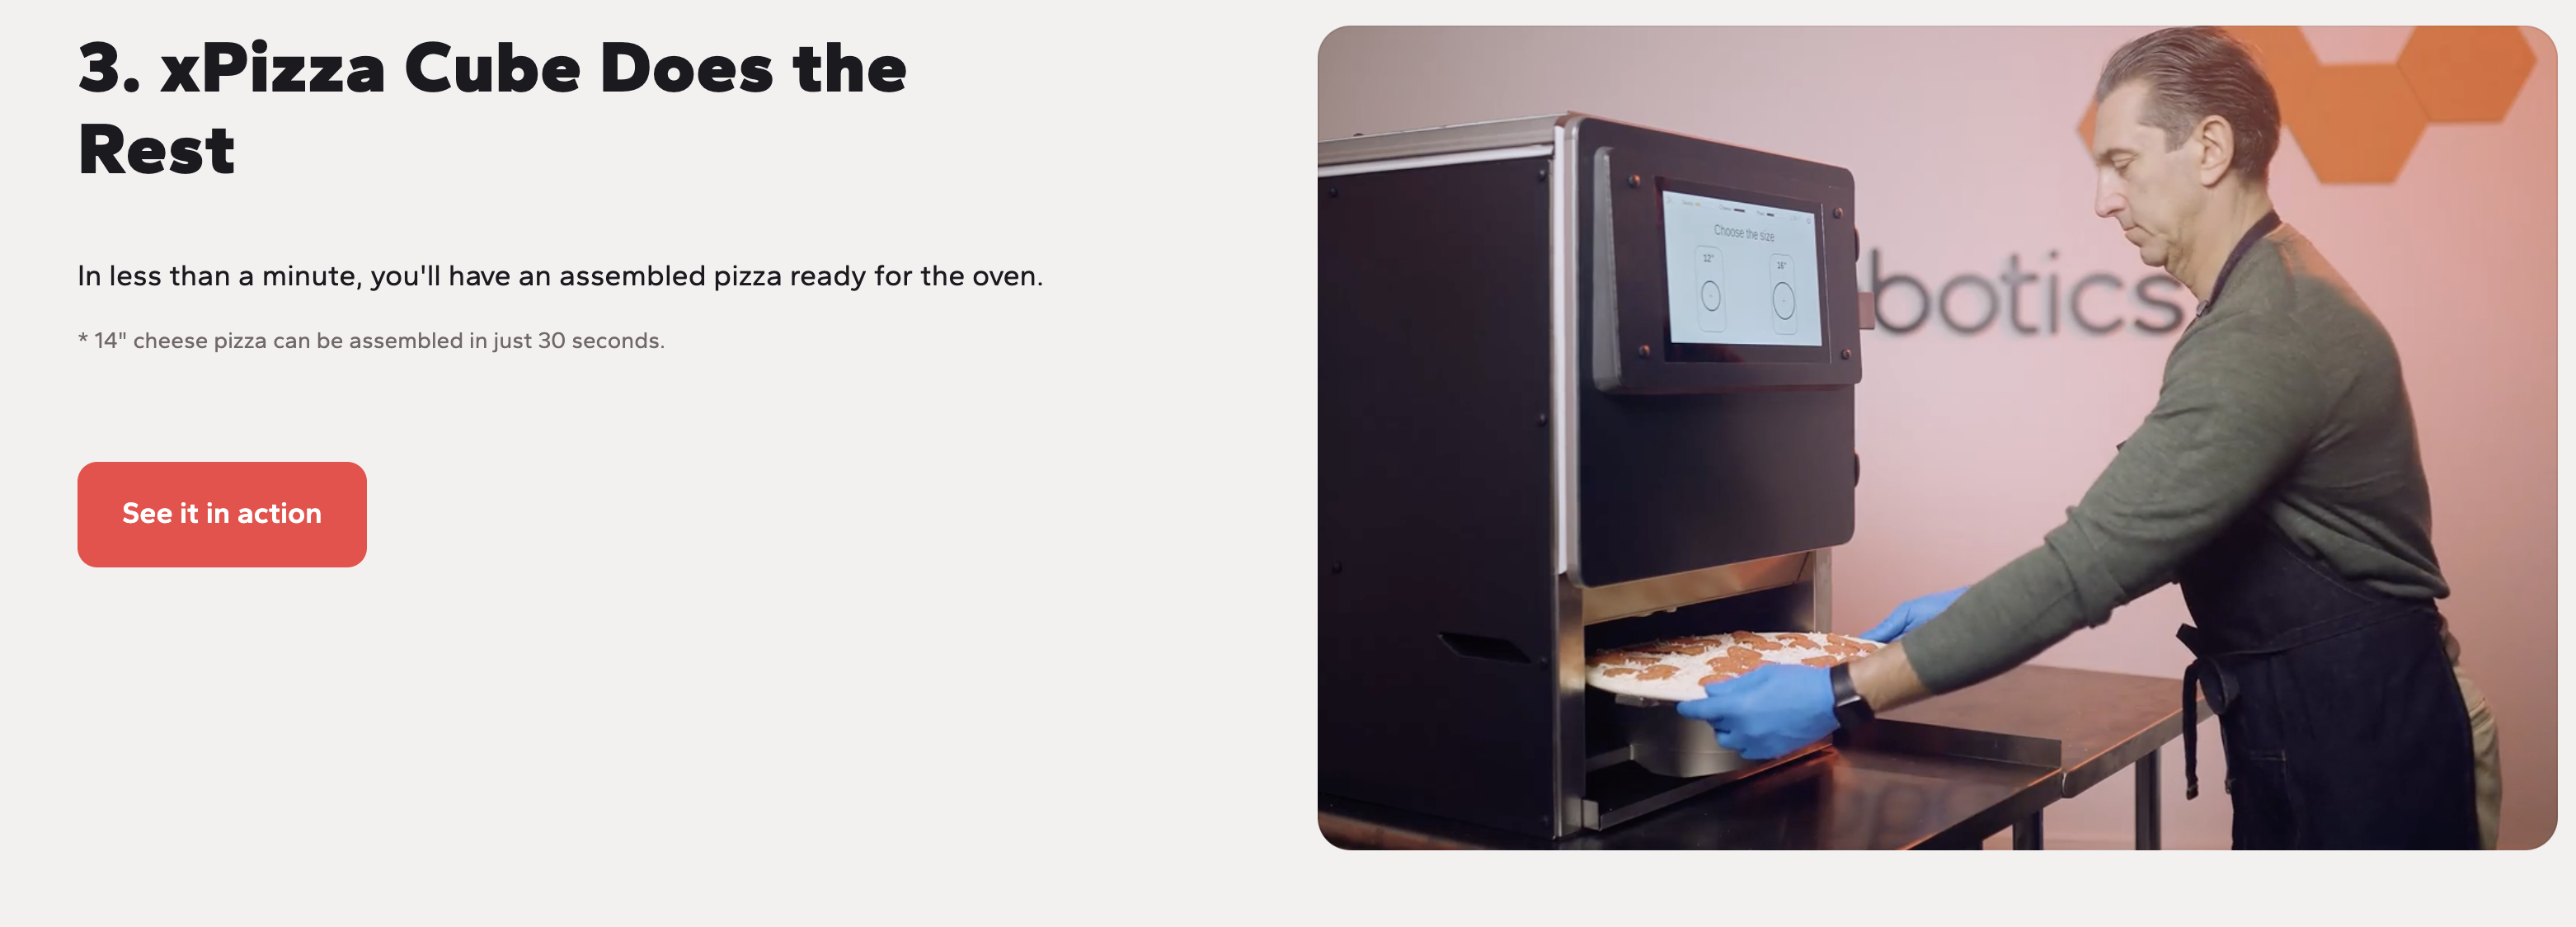 3. xPizza Cube Does the
Rest
In less than a minute, you'll have an assembled pizza ready for the oven.
* 14" cheese pizza can be assembled in just 30 seconds.
See it in action
Choose the size
12"
16"
botics